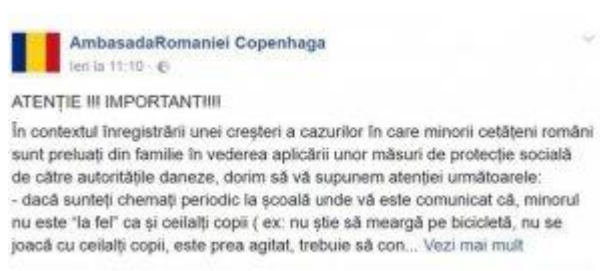 AmbasadaRomaniei Copenhaga
Ieri la 11:10 ·
ATENȚIE !!! IMPORTANT!!!!
În contextul înregistrării unei creșteri a cazurilor în care minorii cetățeni români
sunt preluați din familie în vederea aplicării unor măsuri de protecție socială
de către autoritățile daneze, dorim să vă supunem atenției următoarele:
- dacă sunteți chemați periodic la școală unde vă este comunicat că, minorul
nu este "la fel" ca și ceilalți copii ( ex: nu știe să meargă pe bicicletă, nu se
joacă cu ceilalți copii, este prea agitat, trebuie să con... Vezi mai mult